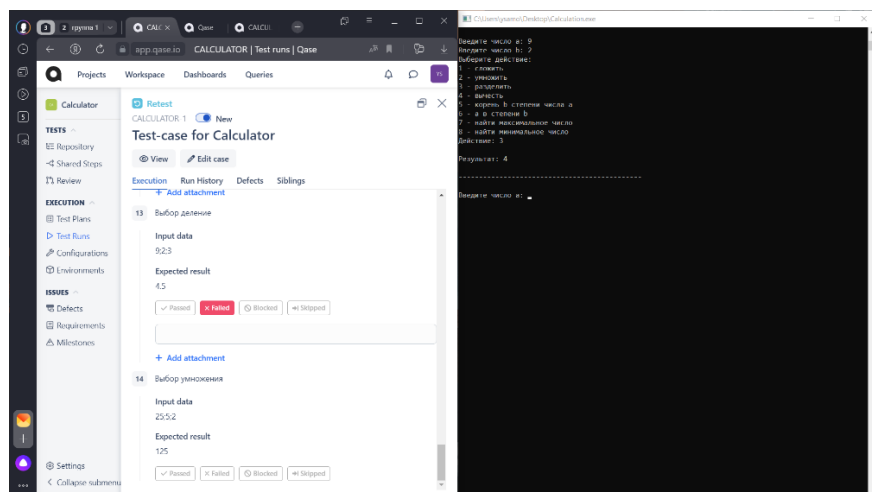 3
2 группа 1
CALC ×
Qase
CALCUI
app.qase.io
CALCULATOR | Test runs | Qase
Projects
Workspace
Dashboards
Queries
YS
Calculator
TESTS
Repository
Shared Steps
Review
EXECUTION
Test Plans
Test Runs
Configurations
Environments
ISSUES
Defects
Requirements
Milestones
Settings
Collapse submenu
5
Retest
CALCULATOR 1
New
Test-case for Calculator
View
Edit case
Execution
Run History
Defects
Siblings
+ Add attachment
13 Выбор деление
Input data
9;2;3
Expected result
4.5
Passed
× Failed
Blocked
Skipped
+ Add attachment
14 Выбор умножения
Input data
25;5;2
Expected result
125
Passed
× Failed
Blocked
Skipped
C:\Users\ysanto\Desktop\Calculation.exe
Введите число a: 9
Введите число b: 2
Выберите действие:
1 - сложить
2 - умножить
3 - разделить
4 - вычесть
5 - корень b степени числа a
6 - a в степени b
7 - найти максимальное число
8 - найти минимальное число
Действие: 3
Результат: 4
---------------------------------------------
Введите число a: _